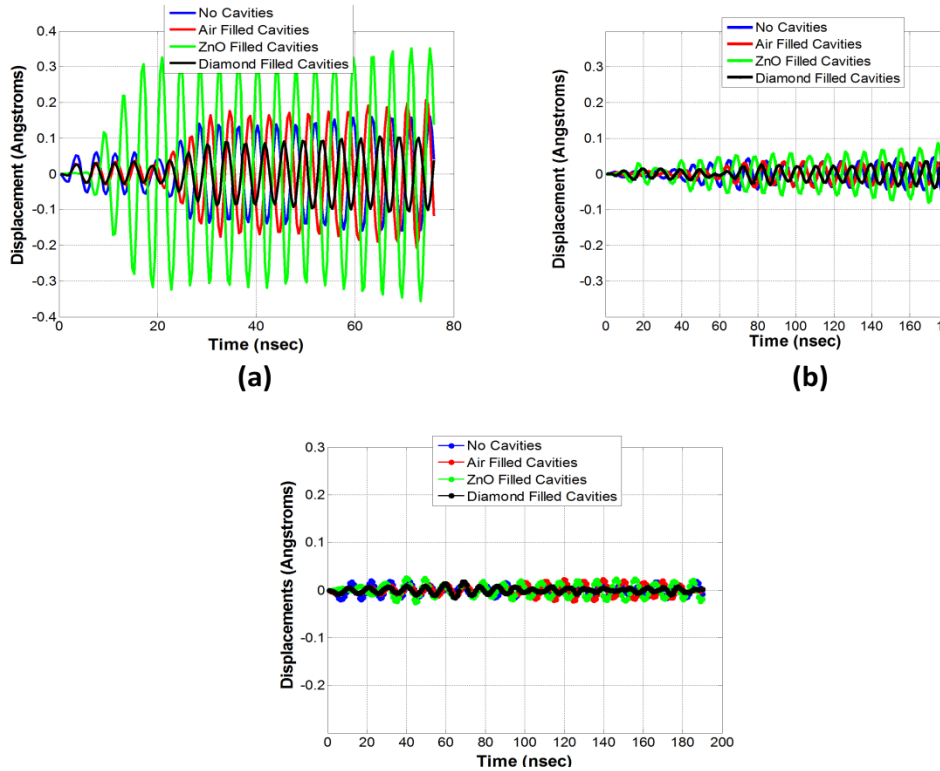 No Cavities
Air Filled Cavities
ZnO Filled Cavities
Diamond Filled Cavities
0.4
0.3
0.2
0.1
0
-0.1
-0.2
-0.3
-0.4
Displacement (Angstroms)
0 20 40 60 80
Time (nsec)
(a)
No Cavities
Air Filled Cavities
ZnO Filled Cavities
Diamond Filled Cavities
0.4
0.3
0.2
0.1
0
-0.1
-0.2
-0.3
Displacement (Angstroms)
0 20 40 60 80 100 120 140 160
Time (nsec)
(b)
No Cavities
Air Filled Cavities
ZnO Filled Cavities
Diamond Filled Cavities
0.3
0.2
0.1
0
-0.1
-0.2
Displacements (Angstroms)
0 20 40 60 80 100 120 140 160 180 200
Time (nsec)